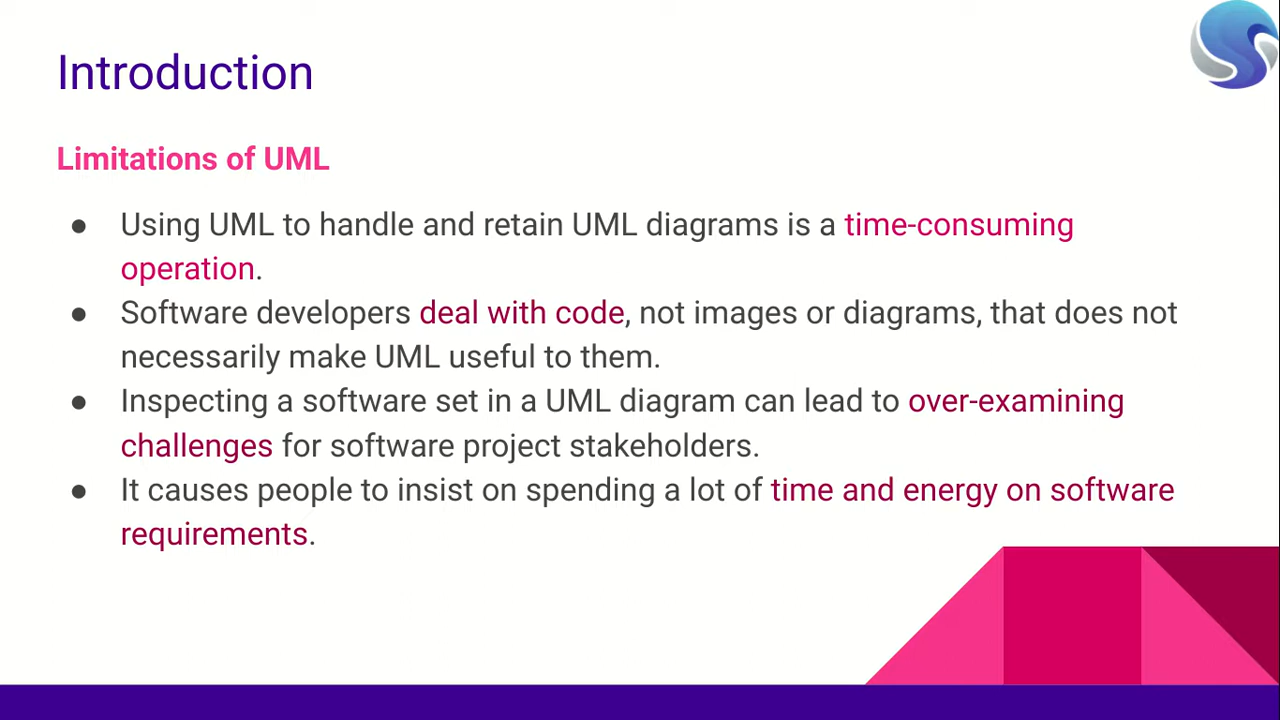 Introduction
Limitations of UML
● Using UML to handle and retain UML diagrams is a time-consuming
operation.
● Software developers deal with code, not images or diagrams, that does not
necessarily make UML useful to them.
● Inspecting a software set in a UML diagram can lead to over-examining
challenges for software project stakeholders.
● It causes people to insist on spending a lot of time and energy on software
requirements.